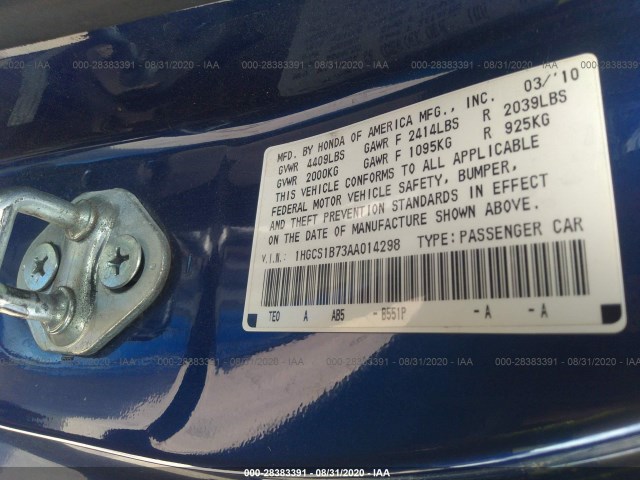 000-28383391 - 08/31/2020 - IAA
MFD. BY HONDA OF AMERICA MFG., INC. 03/'10
GVWR 4409LBS GAWR F 2414LBS R 2039LBS
GVWR 2000KG GAWR F 1095KG R 925KG
THIS VEHICLE CONFORMS TO ALL APPLICABLE
FEDERAL MOTOR VEHICLE SAFETY, BUMPER,
AND THEFT PREVENTION STANDARDS IN EFFECT
ON THE DATE OF MANUFACTURE SHOWN ABOVE.
V.I.N.: 1HGCS1B73AA014298 TYPE: PASSENGER CAR
TE0 A AB5 - B551P - A - A
000-28383391 - 08/31/2020 - IAA
000-28383391 - 08/31/2020 - IAA